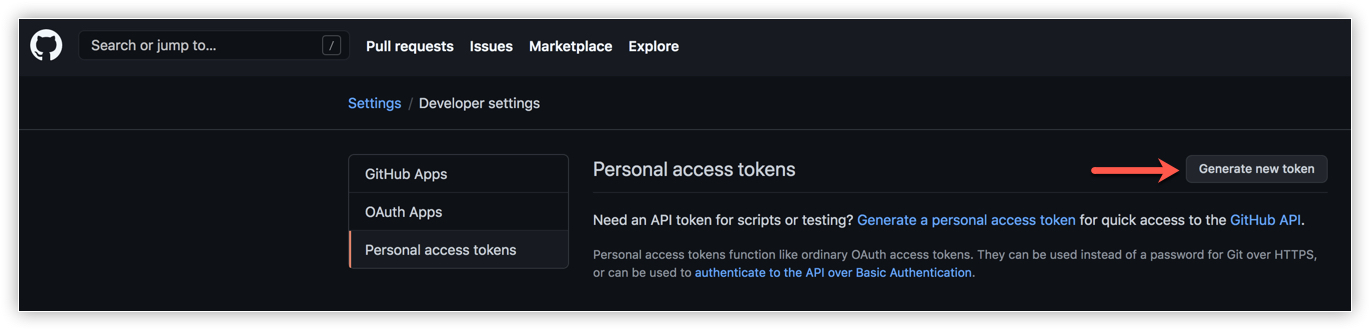 Search or jump to... /
Pull requests Issues Marketplace Explore
Settings / Developer settings
GitHub Apps
OAuth Apps
Personal access tokens
Personal access tokens
Generate new token
Need an API token for scripts or testing? Generate a personal access token for quick access to the GitHub API.
Personal access tokens function like ordinary OAuth access tokens. They can be used instead of a password for Git over HTTPS,
or can be used to authenticate to the API over Basic Authentication.